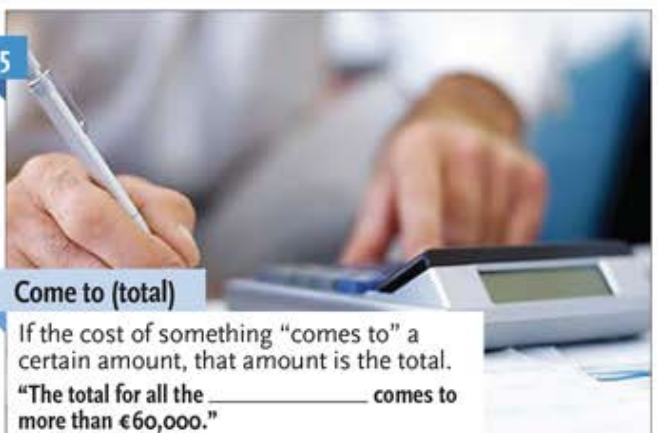 5
Come to (total)
If the cost of something “comes to” a
certain amount, that amount is the total.
“The total for all the ______________ comes to
more than €60,000.”